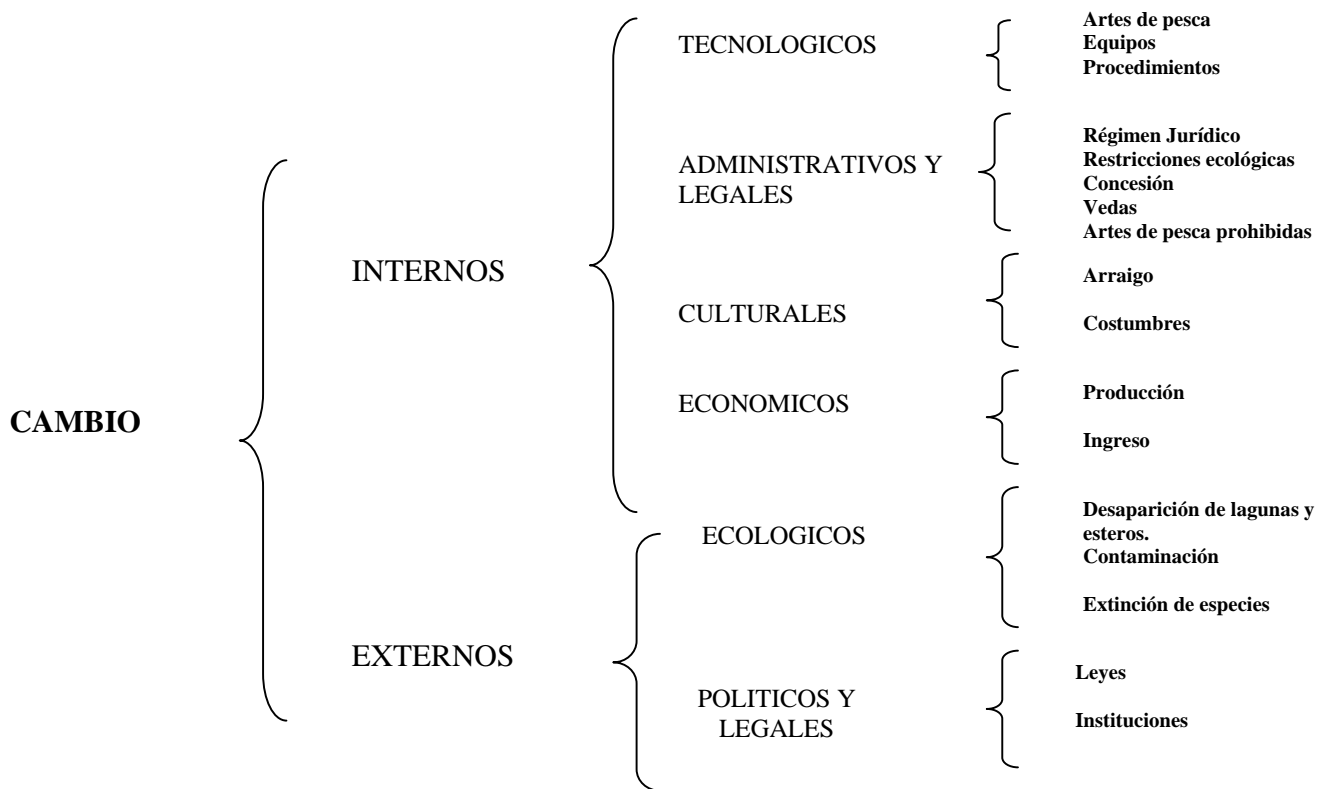 CAMBIO
INTERNOS
TECNOLOGICOS
Artes de pesca
Equipos
Procedimientos
ADMINISTRATIVOS Y
LEGALES
Régimen Jurídico
Restricciones ecológicas
Concesión
Vedas
Artes de pesca prohibidas
CULTURALES
Arraigo
Costumbres
ECONOMICOS
Producción
Ingreso
EXTERNOS
ECOLOGICOS
Desaparición de lagunas y
esteros.
Contaminación
Extinción de especies
POLITICOS Y
LEGALES
Leyes
Instituciones